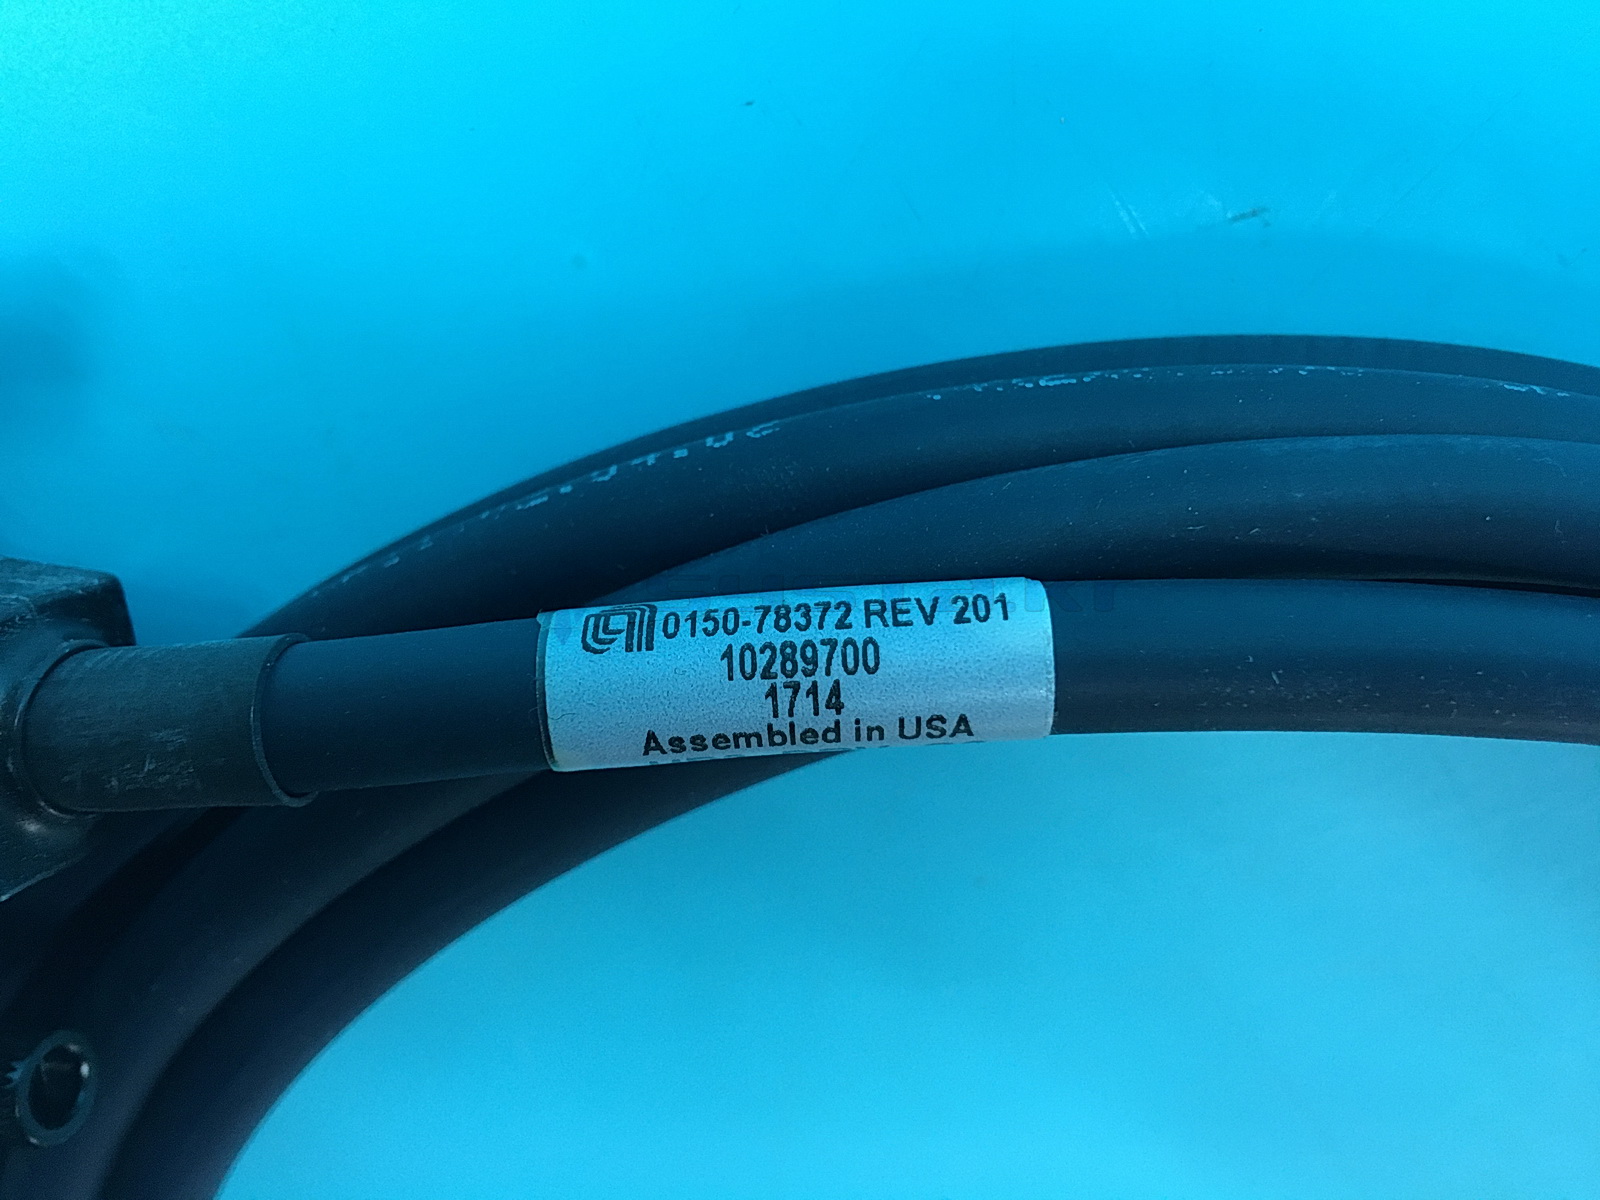 0150-78372 REV 201
10289700
1714
Assembled in USA